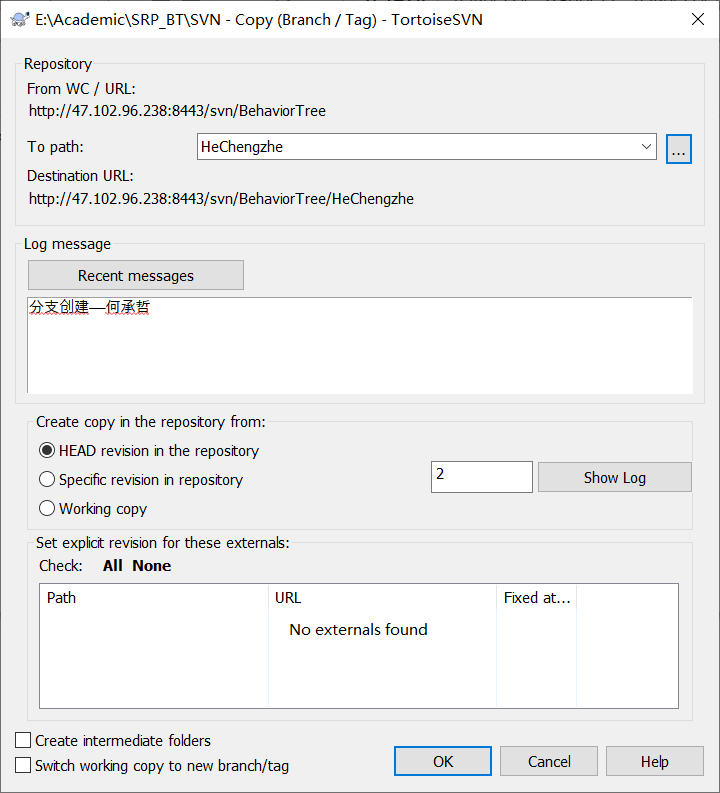 E:\Academic\SRP_BT\SVN - Copy (Branch / Tag) - TortoiseSVN
Repository
From WC / URL:
http://47.102.96.238:8443/svn/BehaviorTree
To path:
HeChengzhe
...
Destination URL:
http://47.102.96.238:8443/svn/BehaviorTree/HeChengzhe
Log message
Recent messages
分支创建——何承哲
Create copy in the repository from:
HEAD revision in the repository
Specific revision in repository
2
Show Log
Working copy
Set explicit revision for these externals:
Check: All None
Path URL Fixed at...
No externals found
Create intermediate folders
Switch working copy to new branch/tag
OK
Cancel
Help